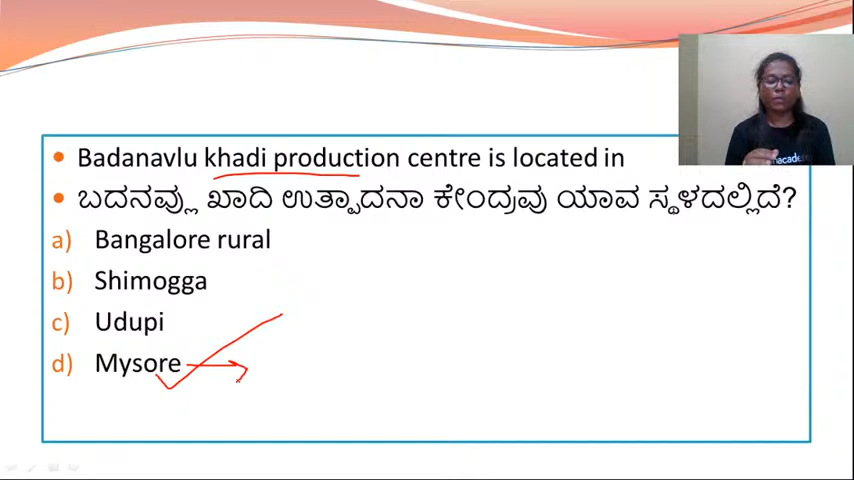 Badanavlu khadi production centre is located in
ಬದನವ್ಲು ಖಾದಿ ಉತ್ಪಾದನಾ ಕೇಂದ್ರವು ಯಾವ ಸ್ಥಳದಲ್ಲಿದೆ?
a) Bangalore rural
b) Shimogga
c) Udupi
d) Mysore